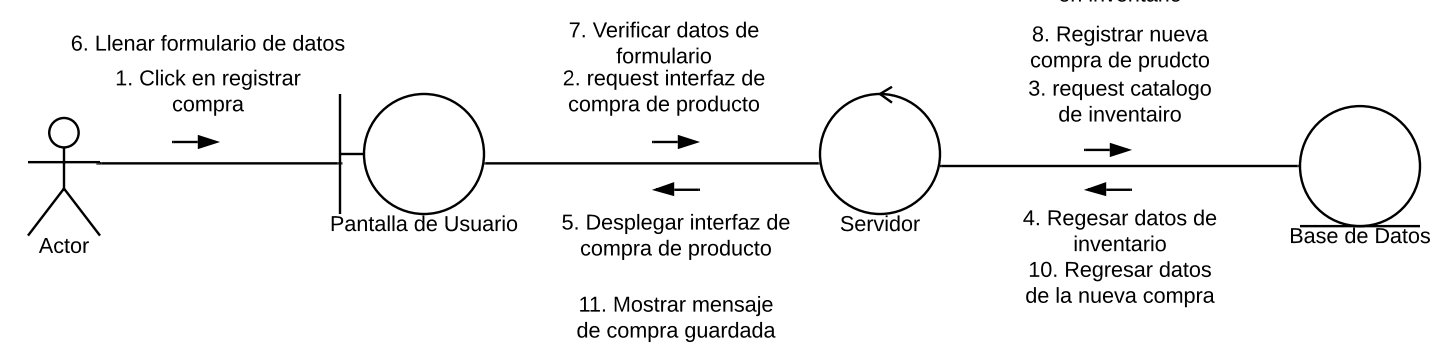 6. Llenar formulario de datos
1. Click en registrar
compra
Actor
Pantalla de Usuario
7. Verificar datos de
formulario
2. request interfaz de
compra de producto
5. Desplegar interfaz de
compra de producto
11. Mostrar mensaje
de compra guardada
Servidor
en inventario
8. Registrar nueva
compra de prudcto
3. request catalogo
de inventairo
4. Regesar datos de
inventario
10. Regresar datos
de la nueva compra
Base de Datos